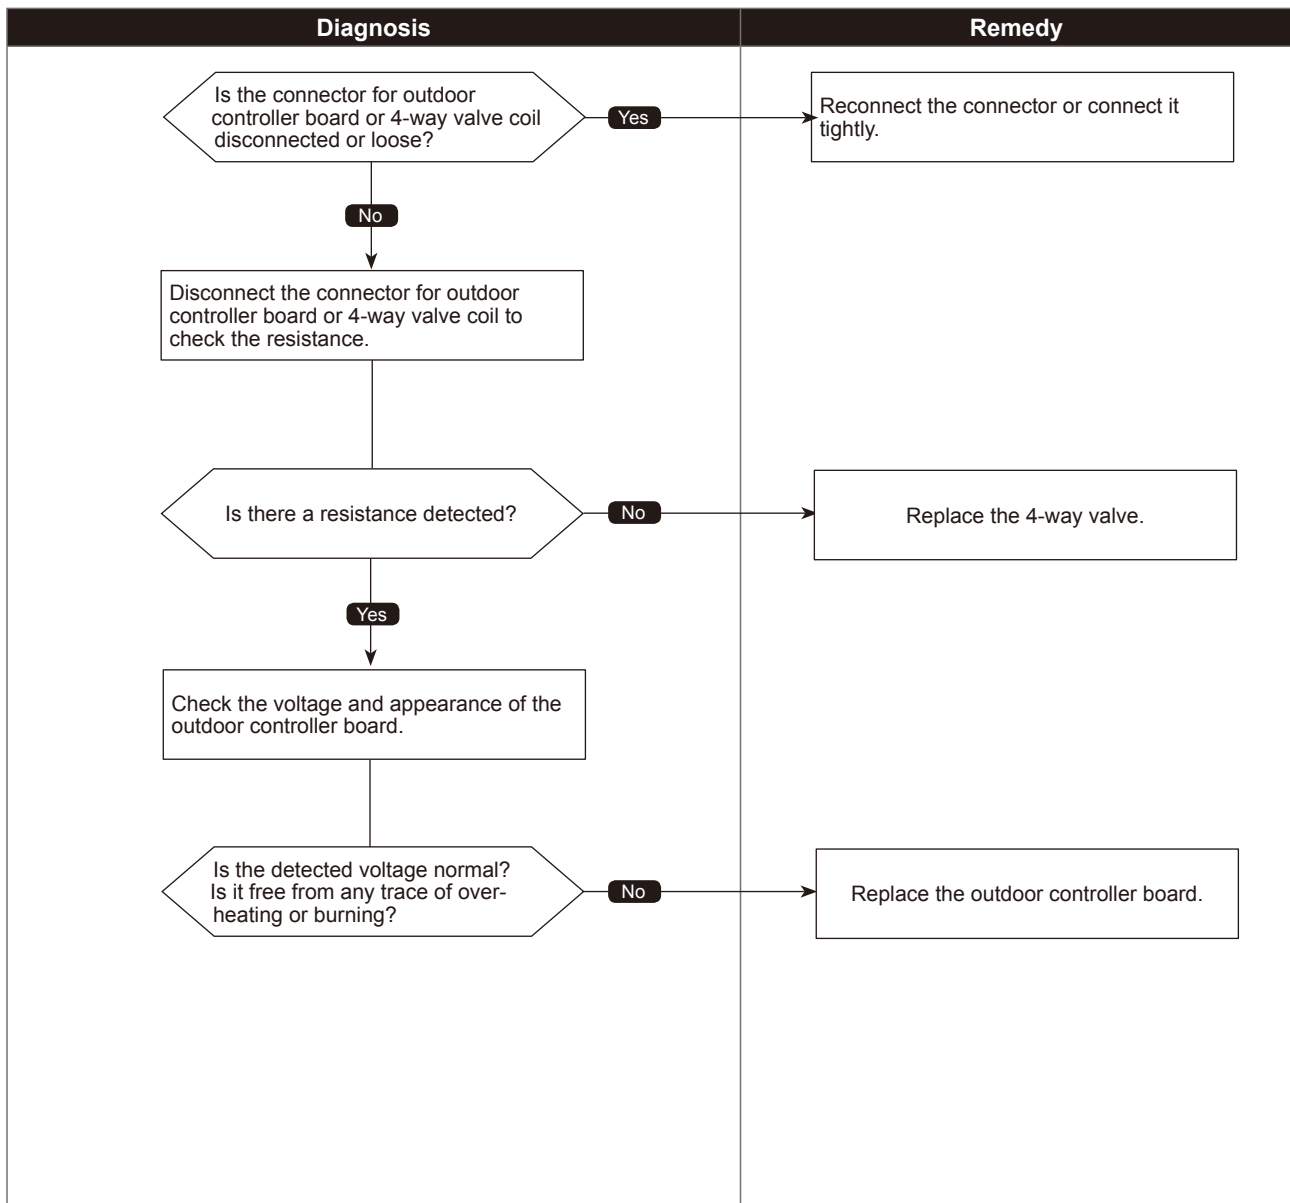 Diagnosis
Remedy
Is the connector for outdoor
controller board or 4-way valve coil
disconnected or loose?
Yes
Reconnect the connector or connect it
tightly.
No
Disconnect the connector for outdoor
controller board or 4-way valve coil to
check the resistance.
Is there a resistance detected?
No
Replace the 4-way valve.
Yes
Check the voltage and appearance of the
outdoor controller board.
Is the detected voltage normal?
Is it free from any trace of over-
heating or burning?
No
Replace the outdoor controller board.